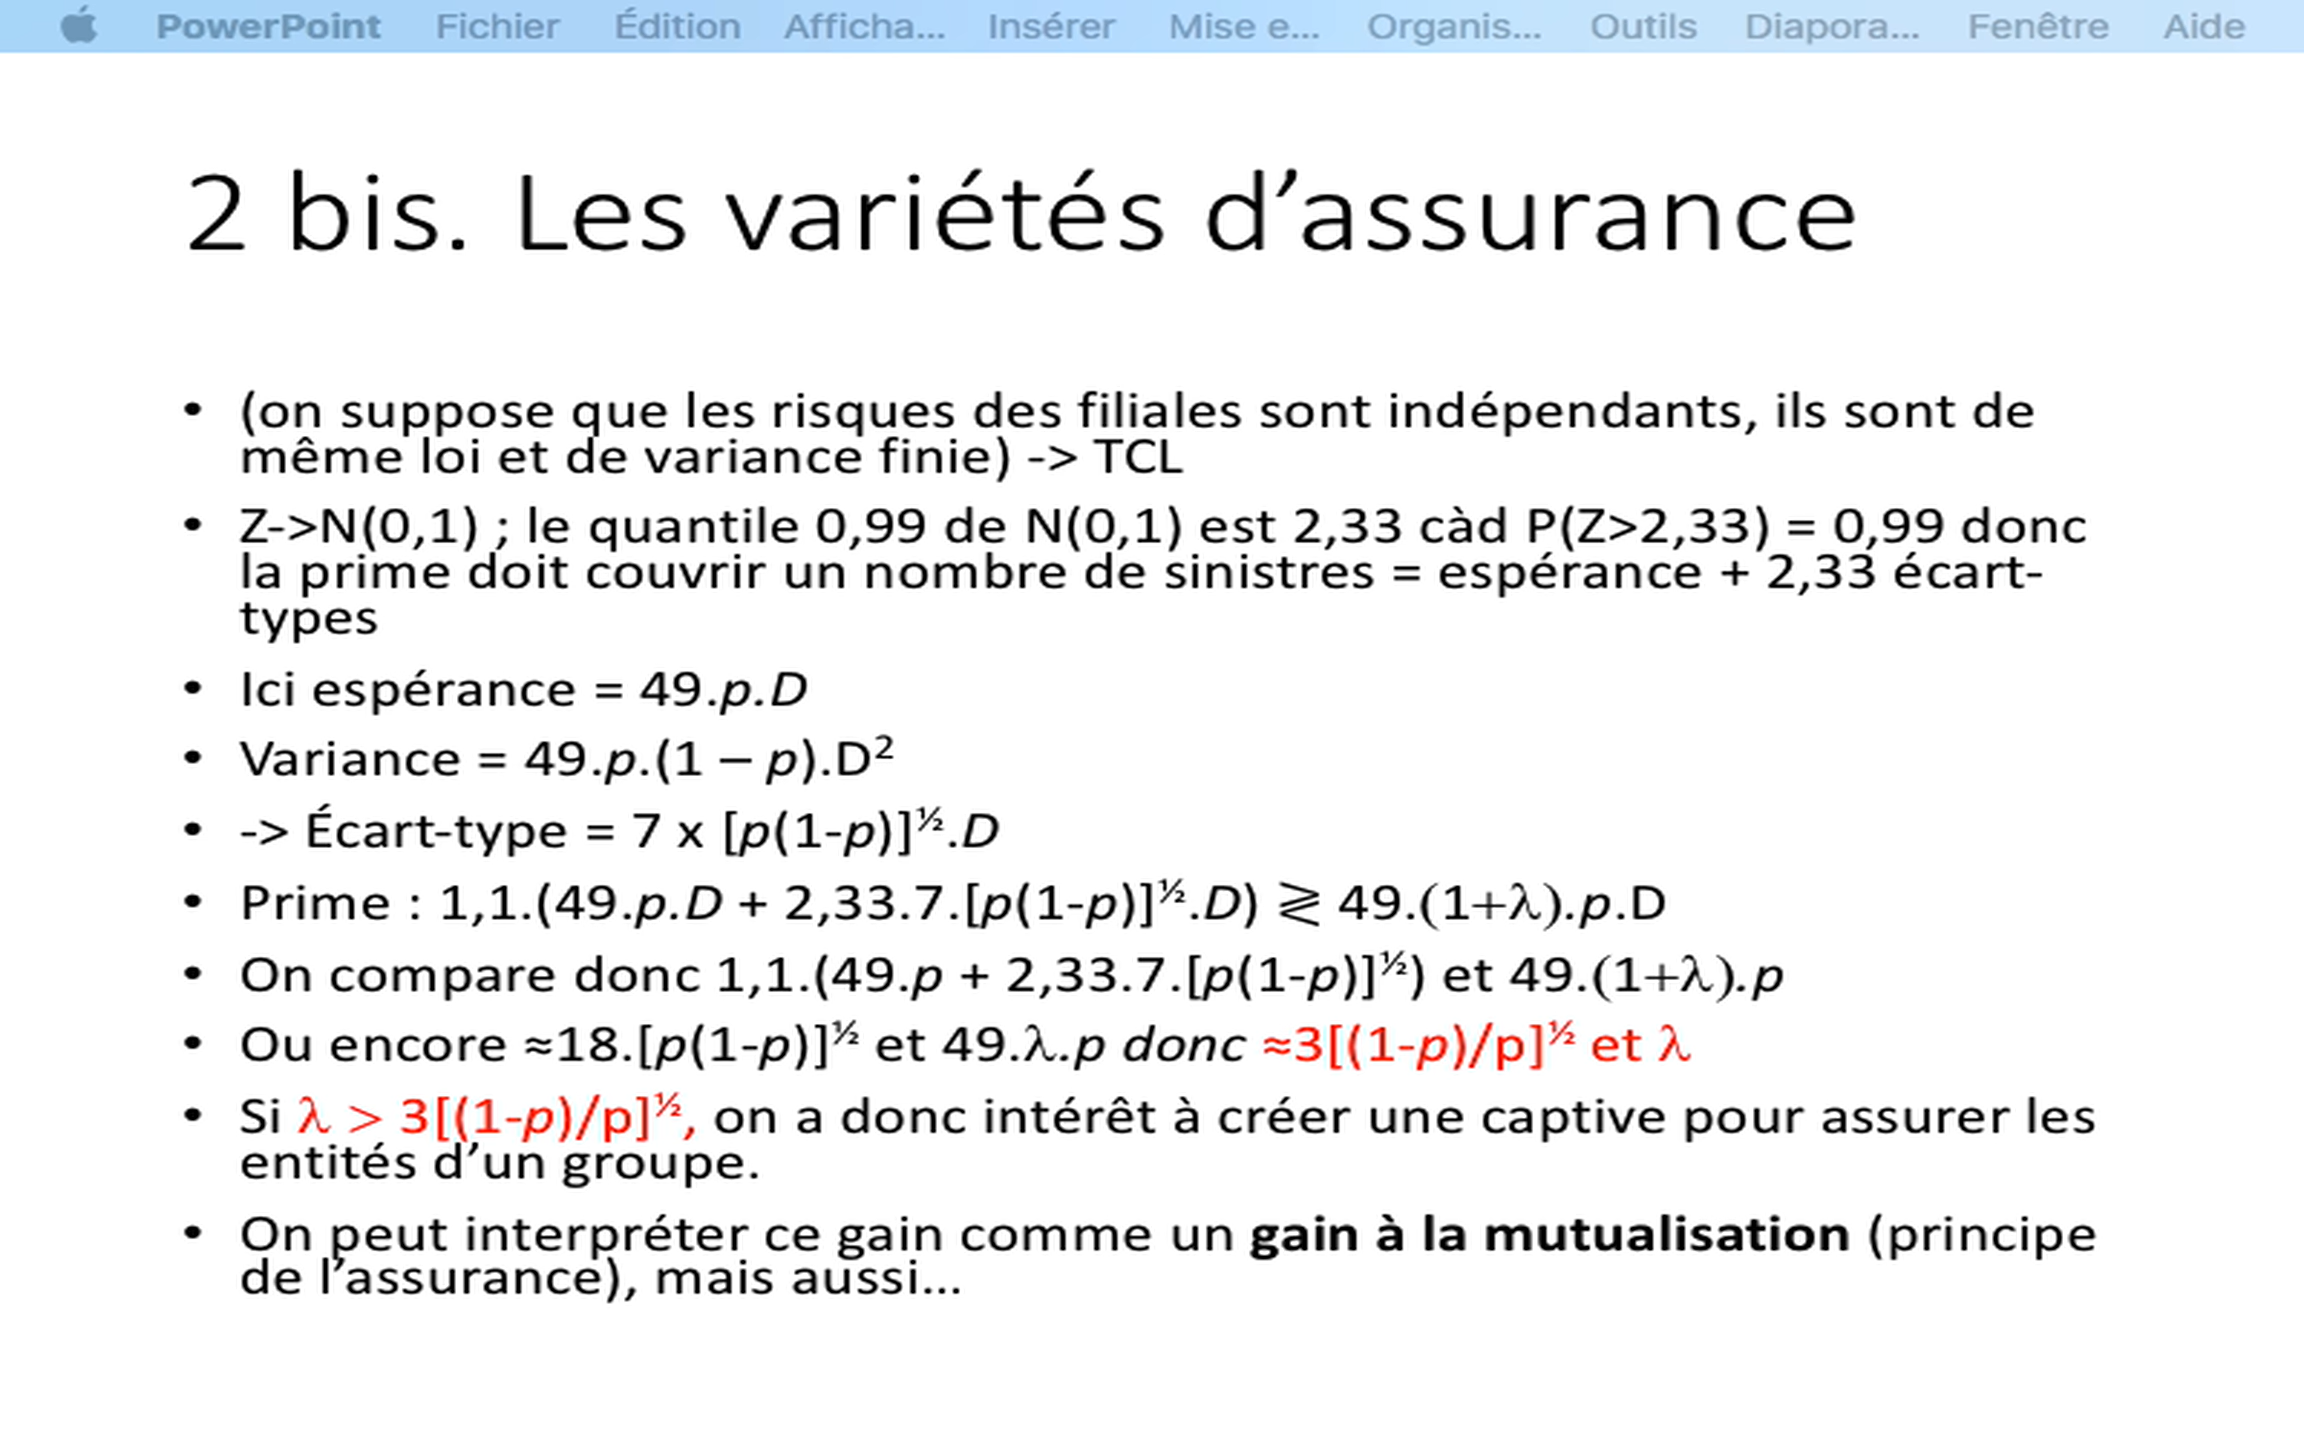 PowerPoint Fichier Édition Afficha... Insérer Mise e... Organis... Outils Diapora... Fenêtre Aide
2 bis. Les variétés d’assurance
• (on suppose que les risques des filiales sont indépendants, ils sont de
même loi et de variance finie) -> TCL
• Z->N(0,1) ; le quantile 0,99 de N(0,1) est 2,33 càd P(Z>2,33) = 0,99 donc
la prime doit couvrir un nombre de sinistres = espérance + 2,33 écart-
types
• Ici espérance = 49.p.D
• Variance = 49.p.(1 – p).D²
• -> Écart-type = 7 x [p(1-p)]^½.D
• Prime : 1,1.(49.p.D + 2,33.7.[p(1-p)]^½.D) ≷ 49.(1+λ).p.D
• On compare donc 1,1.(49.p + 2,33.7.[p(1-p)]^½) et 49.(1+λ).p
• Ou encore ≈18.[p(1-p)]^½ et 49.λ.p donc ≈3[(1-p)/p]^½ et λ
• Si λ > 3[(1-p)/p]^½, on a donc intérêt à créer une captive pour assurer les
entités d’un groupe.
• On peut interpréter ce gain comme un gain à la mutualisation (principe
de l’assurance), mais aussi...